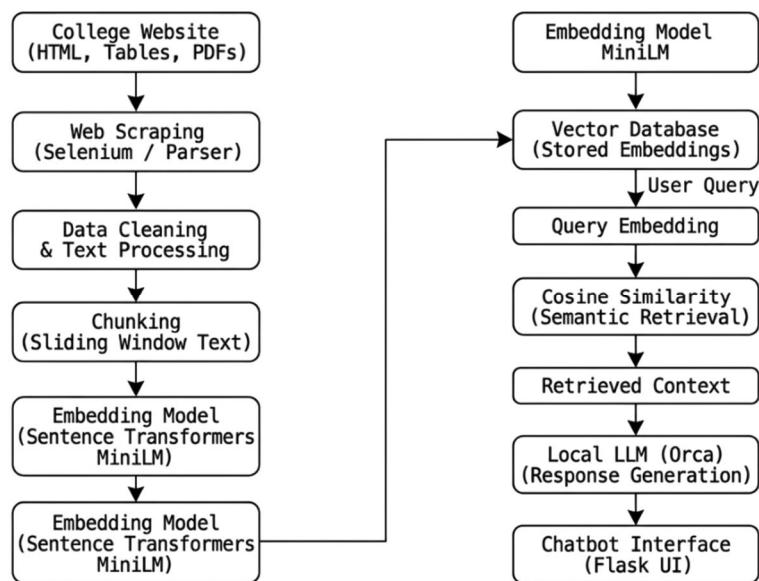 College Website
(HTML, Tables, PDFs)
Web Scraping
(Selenium / Parser)
Data Cleaning
& Text Processing
Chunking
(Sliding Window Text)
Embedding Model
(Sentence Transformers
MiniLM)
Embedding Model
(Sentence Transformers
MiniLM)
Embedding Model
MiniLM
Vector Database
(Stored Embeddings)
User Query
Query Embedding
Cosine Similarity
(Semantic Retrieval)
Retrieved Context
Local LLM (Orca)
(Response Generation)
Chatbot Interface
(Flask UI)